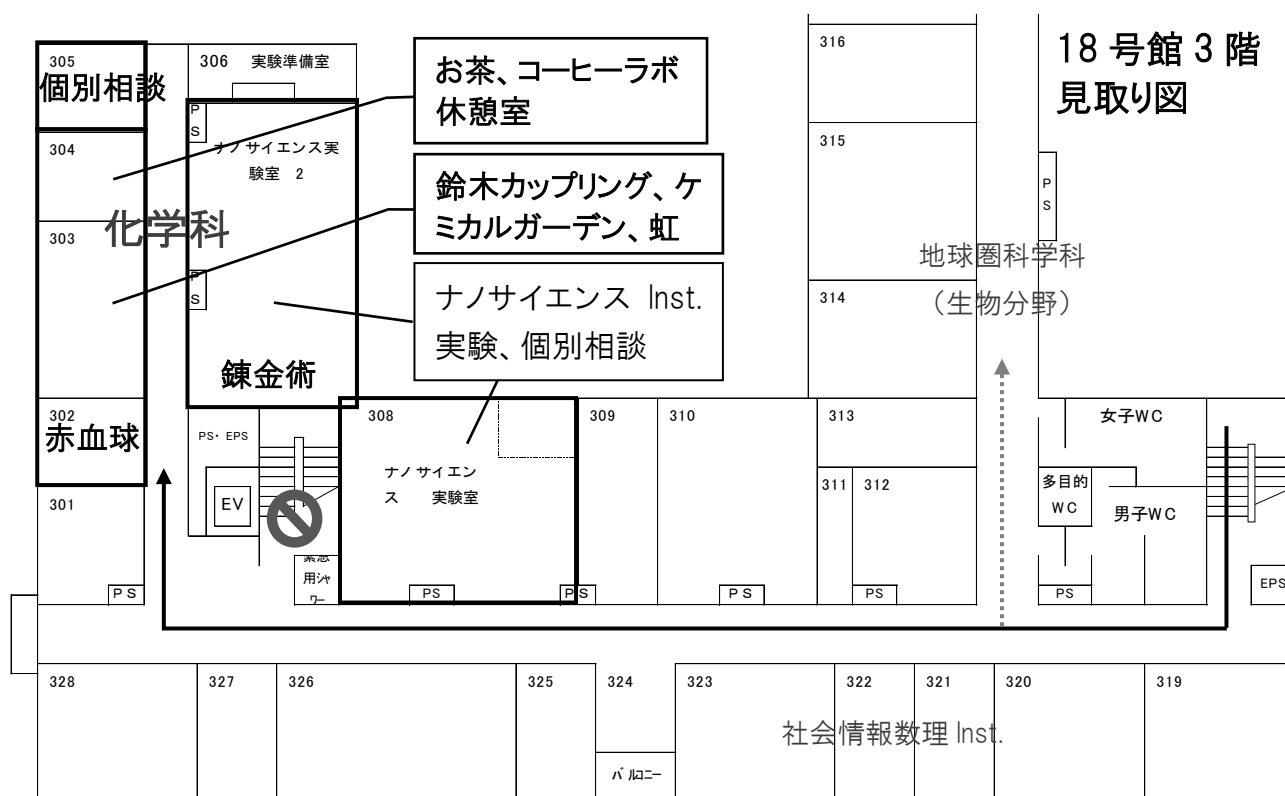 18 号館 3 階
見取り図
305
個別相談
306 実験準備室
お茶、コーヒーラボ
休憩室
316
P
S
304
ナノサイエンス実
験室 2
315
鈴木カップリング、ケ
ミカルガーデン、虹
P
S
化学科
303
地球圏科学科
（生物分野）
P
S
ナノサイエンス Inst.
実験、個別相談
314
錬金術
302
赤血球
PS・EPS
308
309
310
313
女子WC
ナノサイエン
ス 実験室
301
EV
311
312
多目的
WC
男子WC
緊急
用シャ
ワー
PS
PS
PS
PS
PS
PS
EPS
328
327
326
325
324
323
322
321
320
319
社会情報数理 Inst.
バルコニー